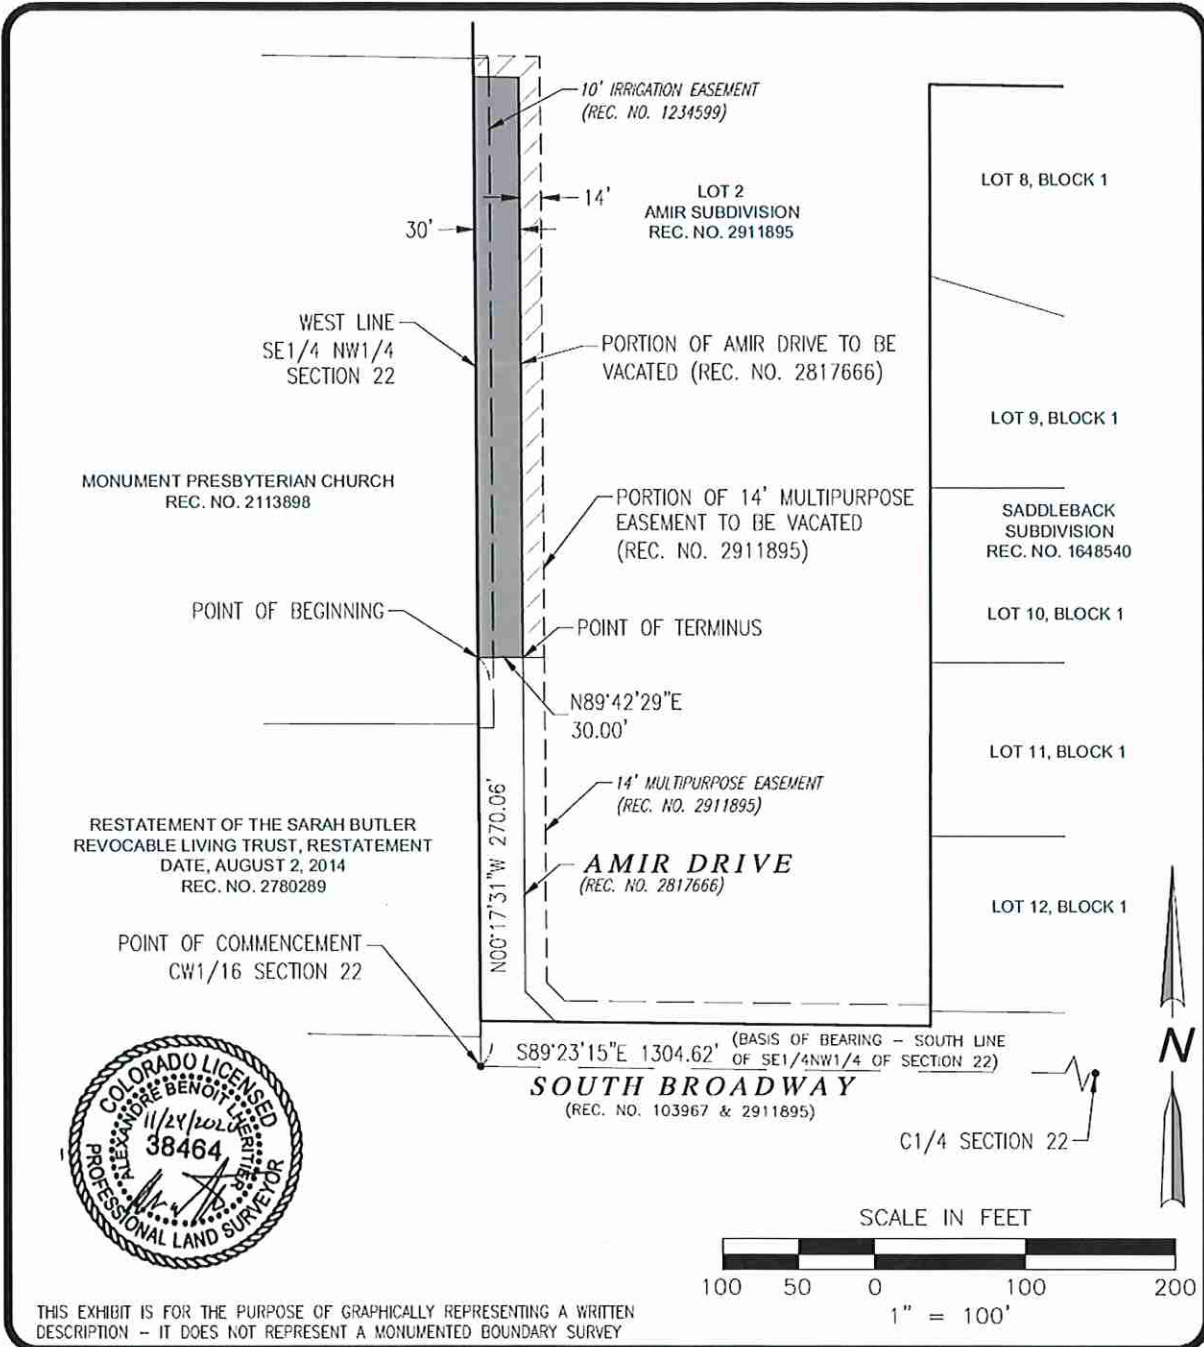 10' IRRIGATION EASEMENT
(REC. NO. 1234599)
14'
LOT 2
AMIR SUBDIVISION
REC. NO. 2911895
LOT 8, BLOCK 1
30'
WEST LINE
SE1/4 NW1/4
SECTION 22
PORTION OF AMIR DRIVE TO BE
VACATED (REC. NO. 2817666)
LOT 9, BLOCK 1
MONUMENT PRESBYTERIAN CHURCH
REC. NO. 2113898
PORTION OF 14' MULTIPURPOSE
EASEMENT TO BE VACATED
(REC. NO. 2911895)
SADDLEBACK
SUBDIVISION
REC. NO. 1648540
POINT OF BEGINNING
POINT OF TERMINUS
LOT 10, BLOCK 1
N89°42'29"E
30.00'
LOT 11, BLOCK 1
14' MULTIPURPOSE EASEMENT
(REC. NO. 2911895)
N00°17'31"W 270.06'
RESTATEMENT OF THE SARAH BUTLER
REVOCABLE LIVING TRUST, RESTATEMENT
DATE, AUGUST 2, 2014
REC. NO. 2780289
AMIR DRIVE
(REC. NO. 2817666)
LOT 12, BLOCK 1
POINT OF COMMENCEMENT
CW1/16 SECTION 22
S89°23'15"E 1304.62' (BASIS OF BEARING - SOUTH LINE
OF SE1/4NW1/4 OF SECTION 22)
SOUTH BROADWAY
(REC. NO. 103967 & 2911895)
C1/4 SECTION 22
N
COLORADO LICENSED
ALEXANDRE BENOIT LHERITIER
38464
PROFESSIONAL LAND SURVEYOR
SCALE IN FEET
100 50 0 100 200
1" = 100'
THIS EXHIBIT IS FOR THE PURPOSE OF GRAPHICALLY REPRESENTING A WRITTEN
DESCRIPTION - IT DOES NOT REPRESENT A MONUMENTED BOUNDARY SURVEY